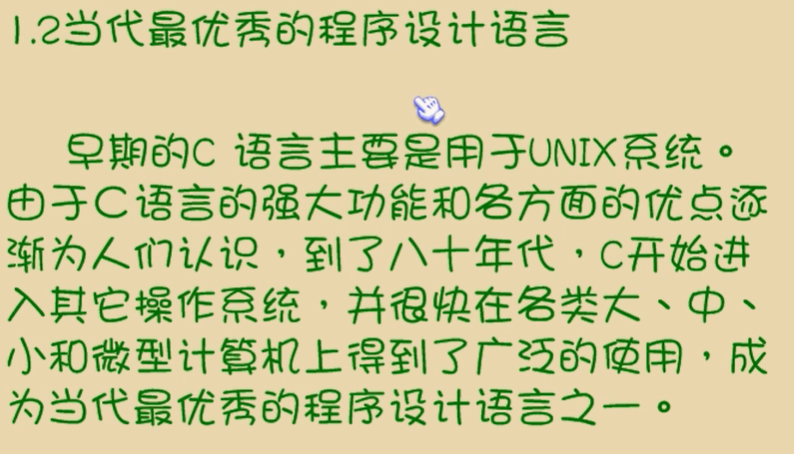 1.2当代最优秀的程序设计语言
早期的C 语言主要是用于UNIX系统。
由于C语言的强大功能和各方面的优点逐
渐为人们认识，到了八十年代，C开始进
入其它操作系统，并很快在各类大、中、
小和微型计算机上得到了广泛的使用，成
为当代最优秀的程序设计语言之一。